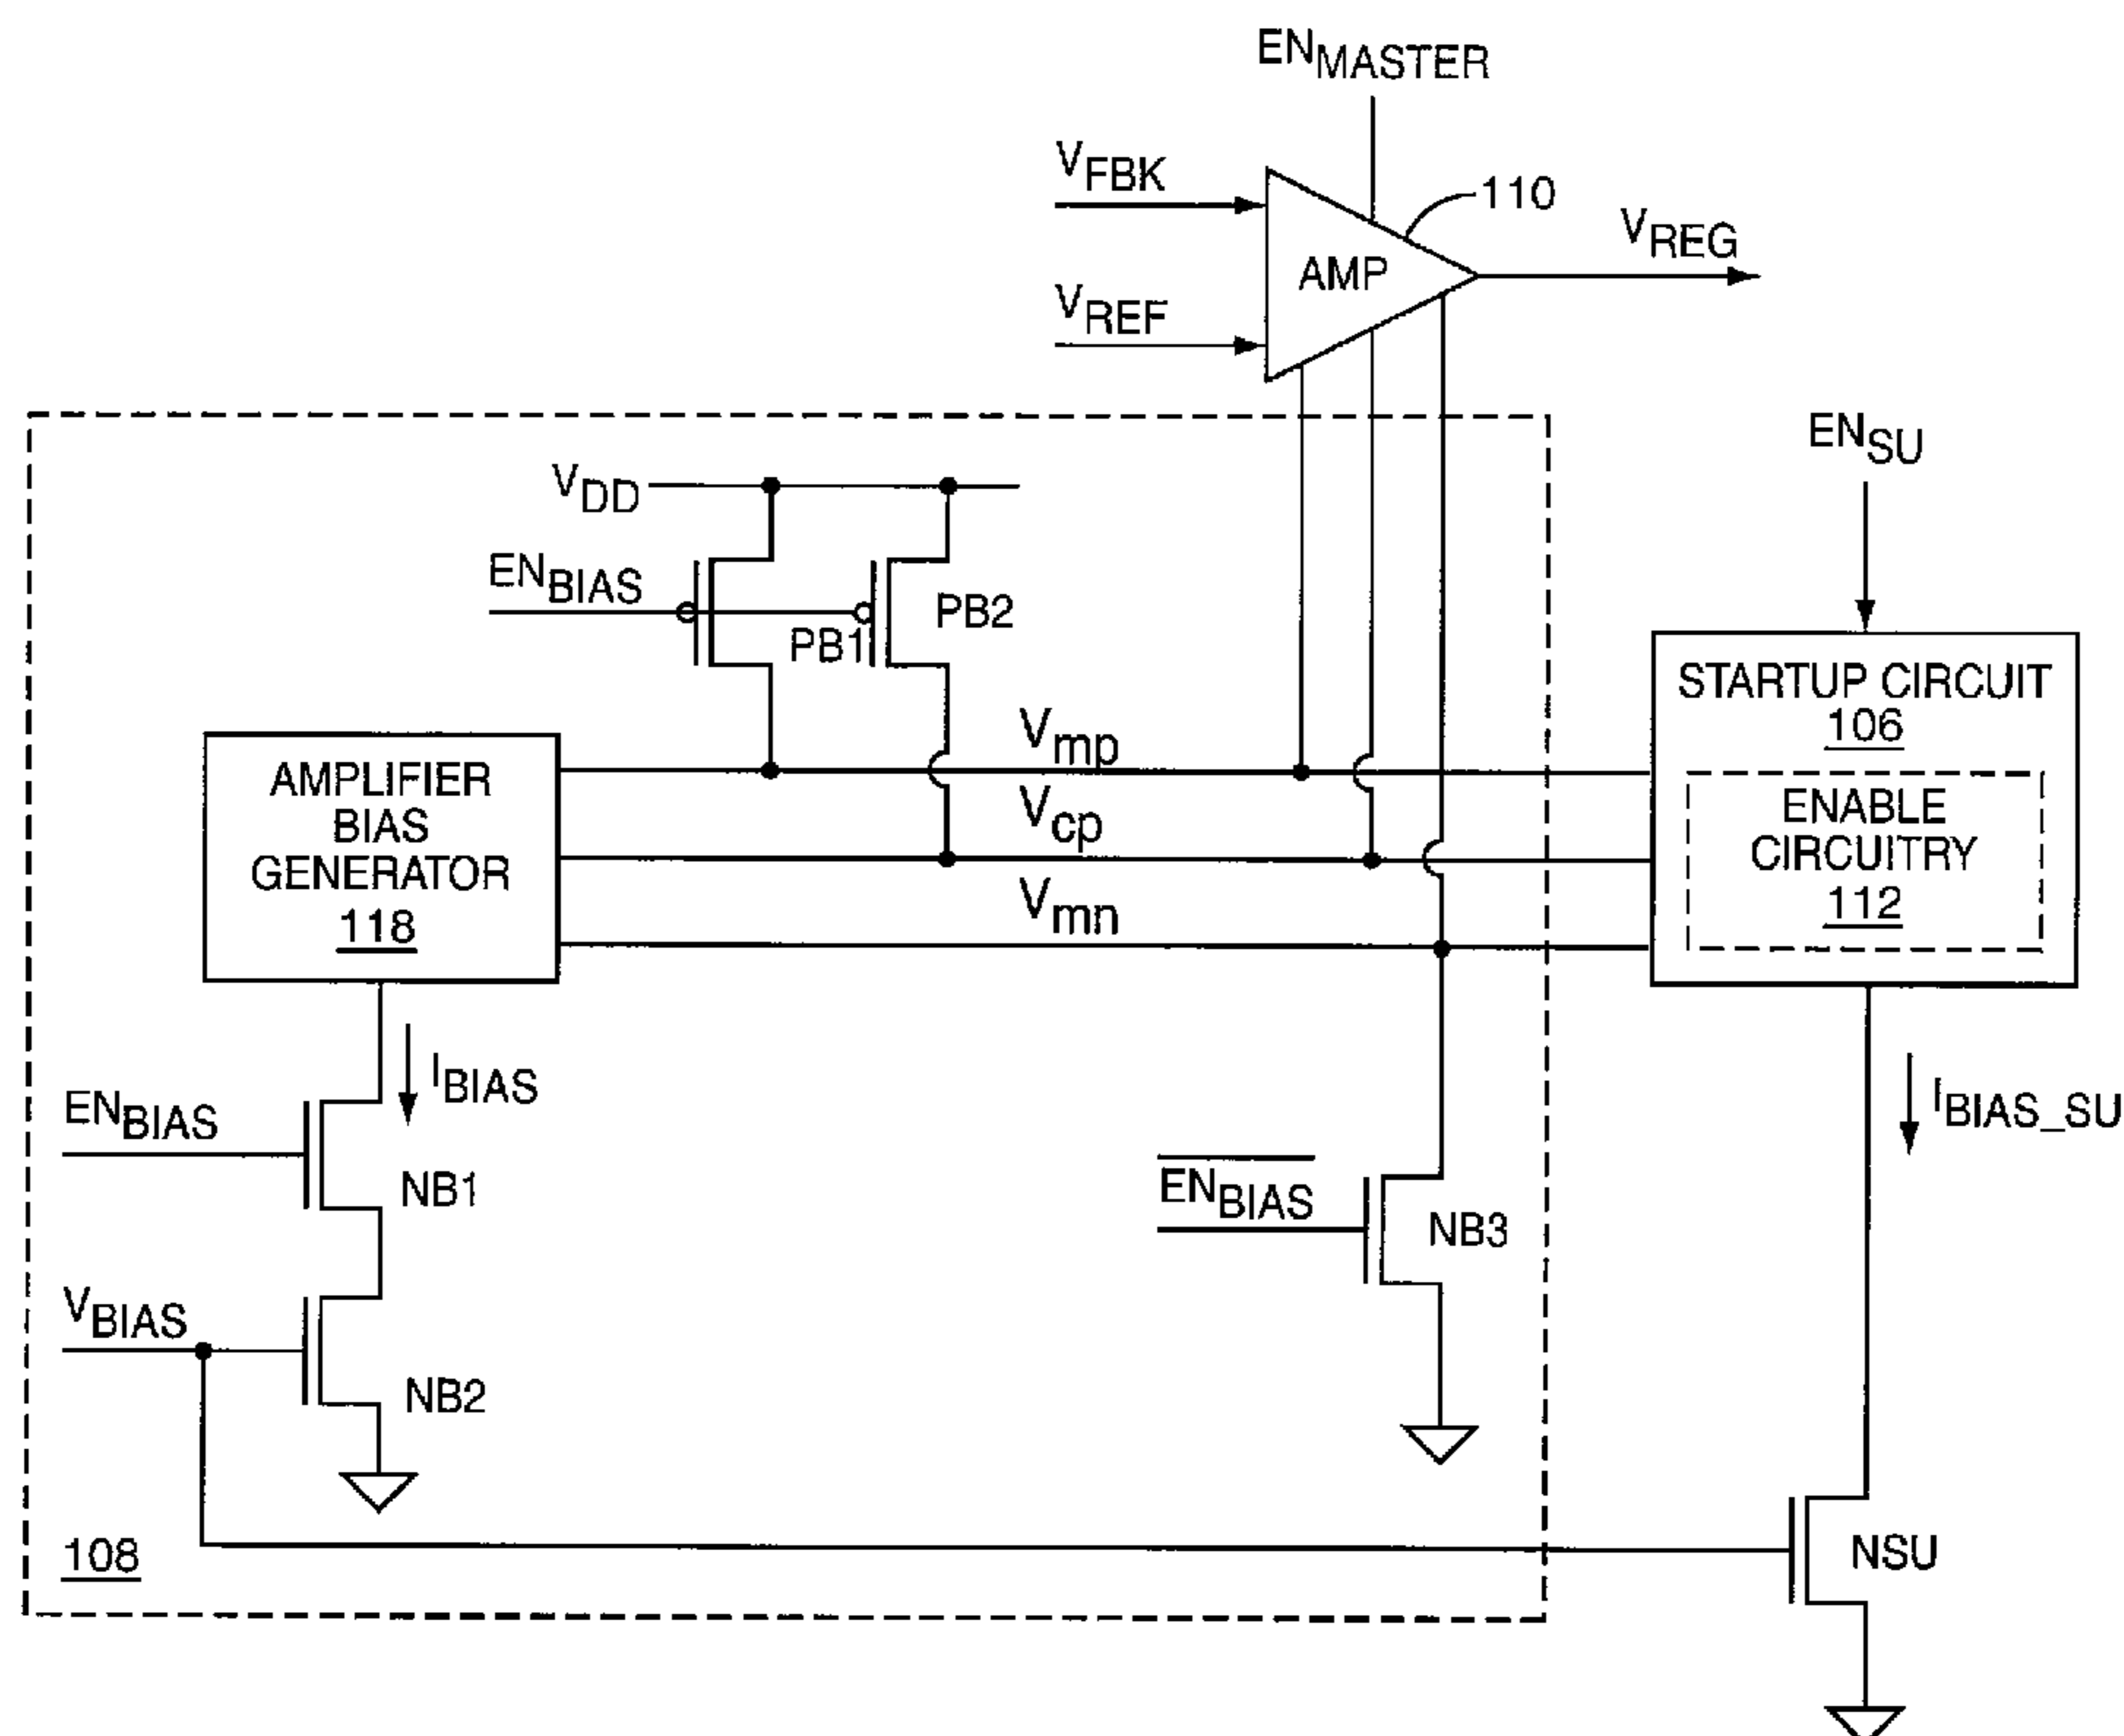 EN_MASTER
V_FBK
110
V_REG
AMP
V_REF
EN_SU
V_DD
EN_BIAS
PB1
PB2
STARTUP CIRCUIT
106
V_mp
AMPLIFIER
BIAS
GENERATOR
118
V_cp
ENABLE
CIRCUITRY
112
V_mn
I_BIAS
EN_BIAS
NB1
I_BIAS_SU
EN_BIAS
NB3
V_BIAS
NB2
108
NSU